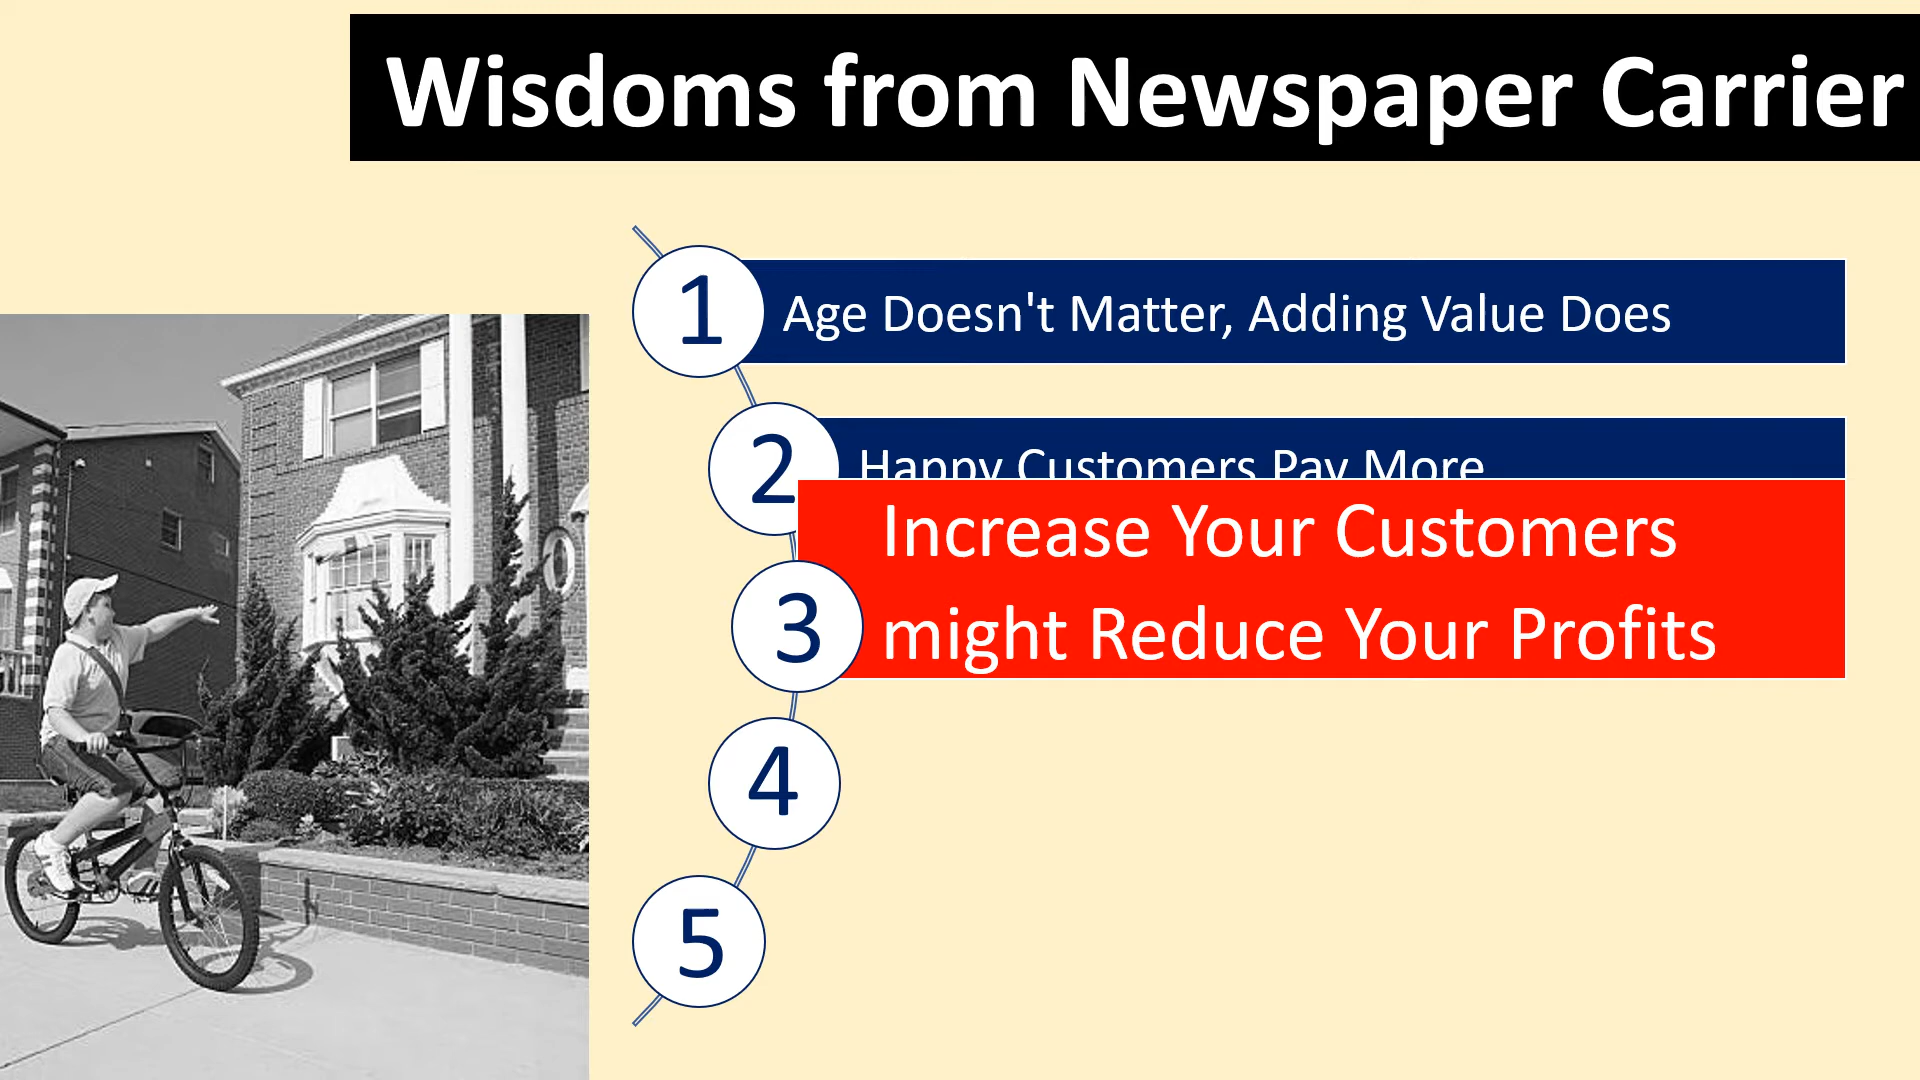 Wisdoms from Newspaper Carrier
1
Age Doesn't Matter, Adding Value Does
2
Happy Customers Pay More
Increase Your Customers
3
might Reduce Your Profits
4
5